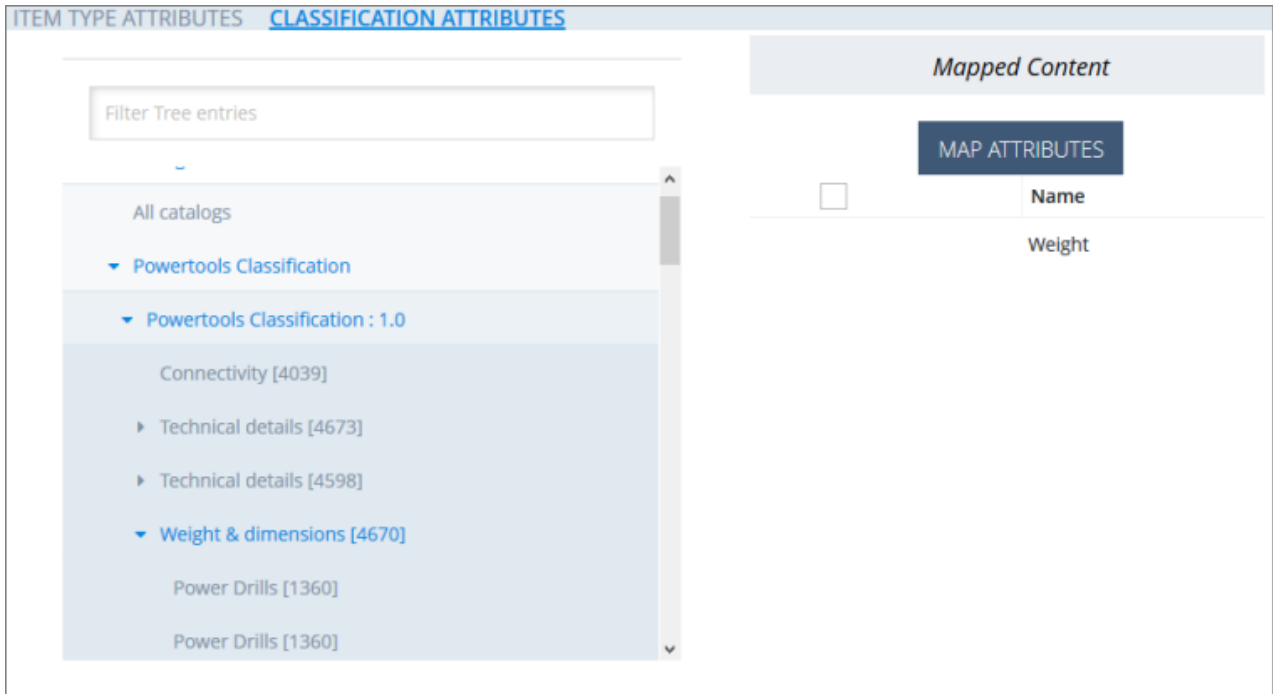 ITEM TYPE ATTRIBUTES CLASSIFICATION ATTRIBUTES
Mapped Content
Filter Tree entries
MAP ATTRIBUTES
Name
Weight
All catalogs
Powertools Classification
Powertools Classification : 1.0
Connectivity [4039]
Technical details [4673]
Technical details [4598]
Weight & dimensions [4670]
Power Drills [1360]
Power Drills [1360]